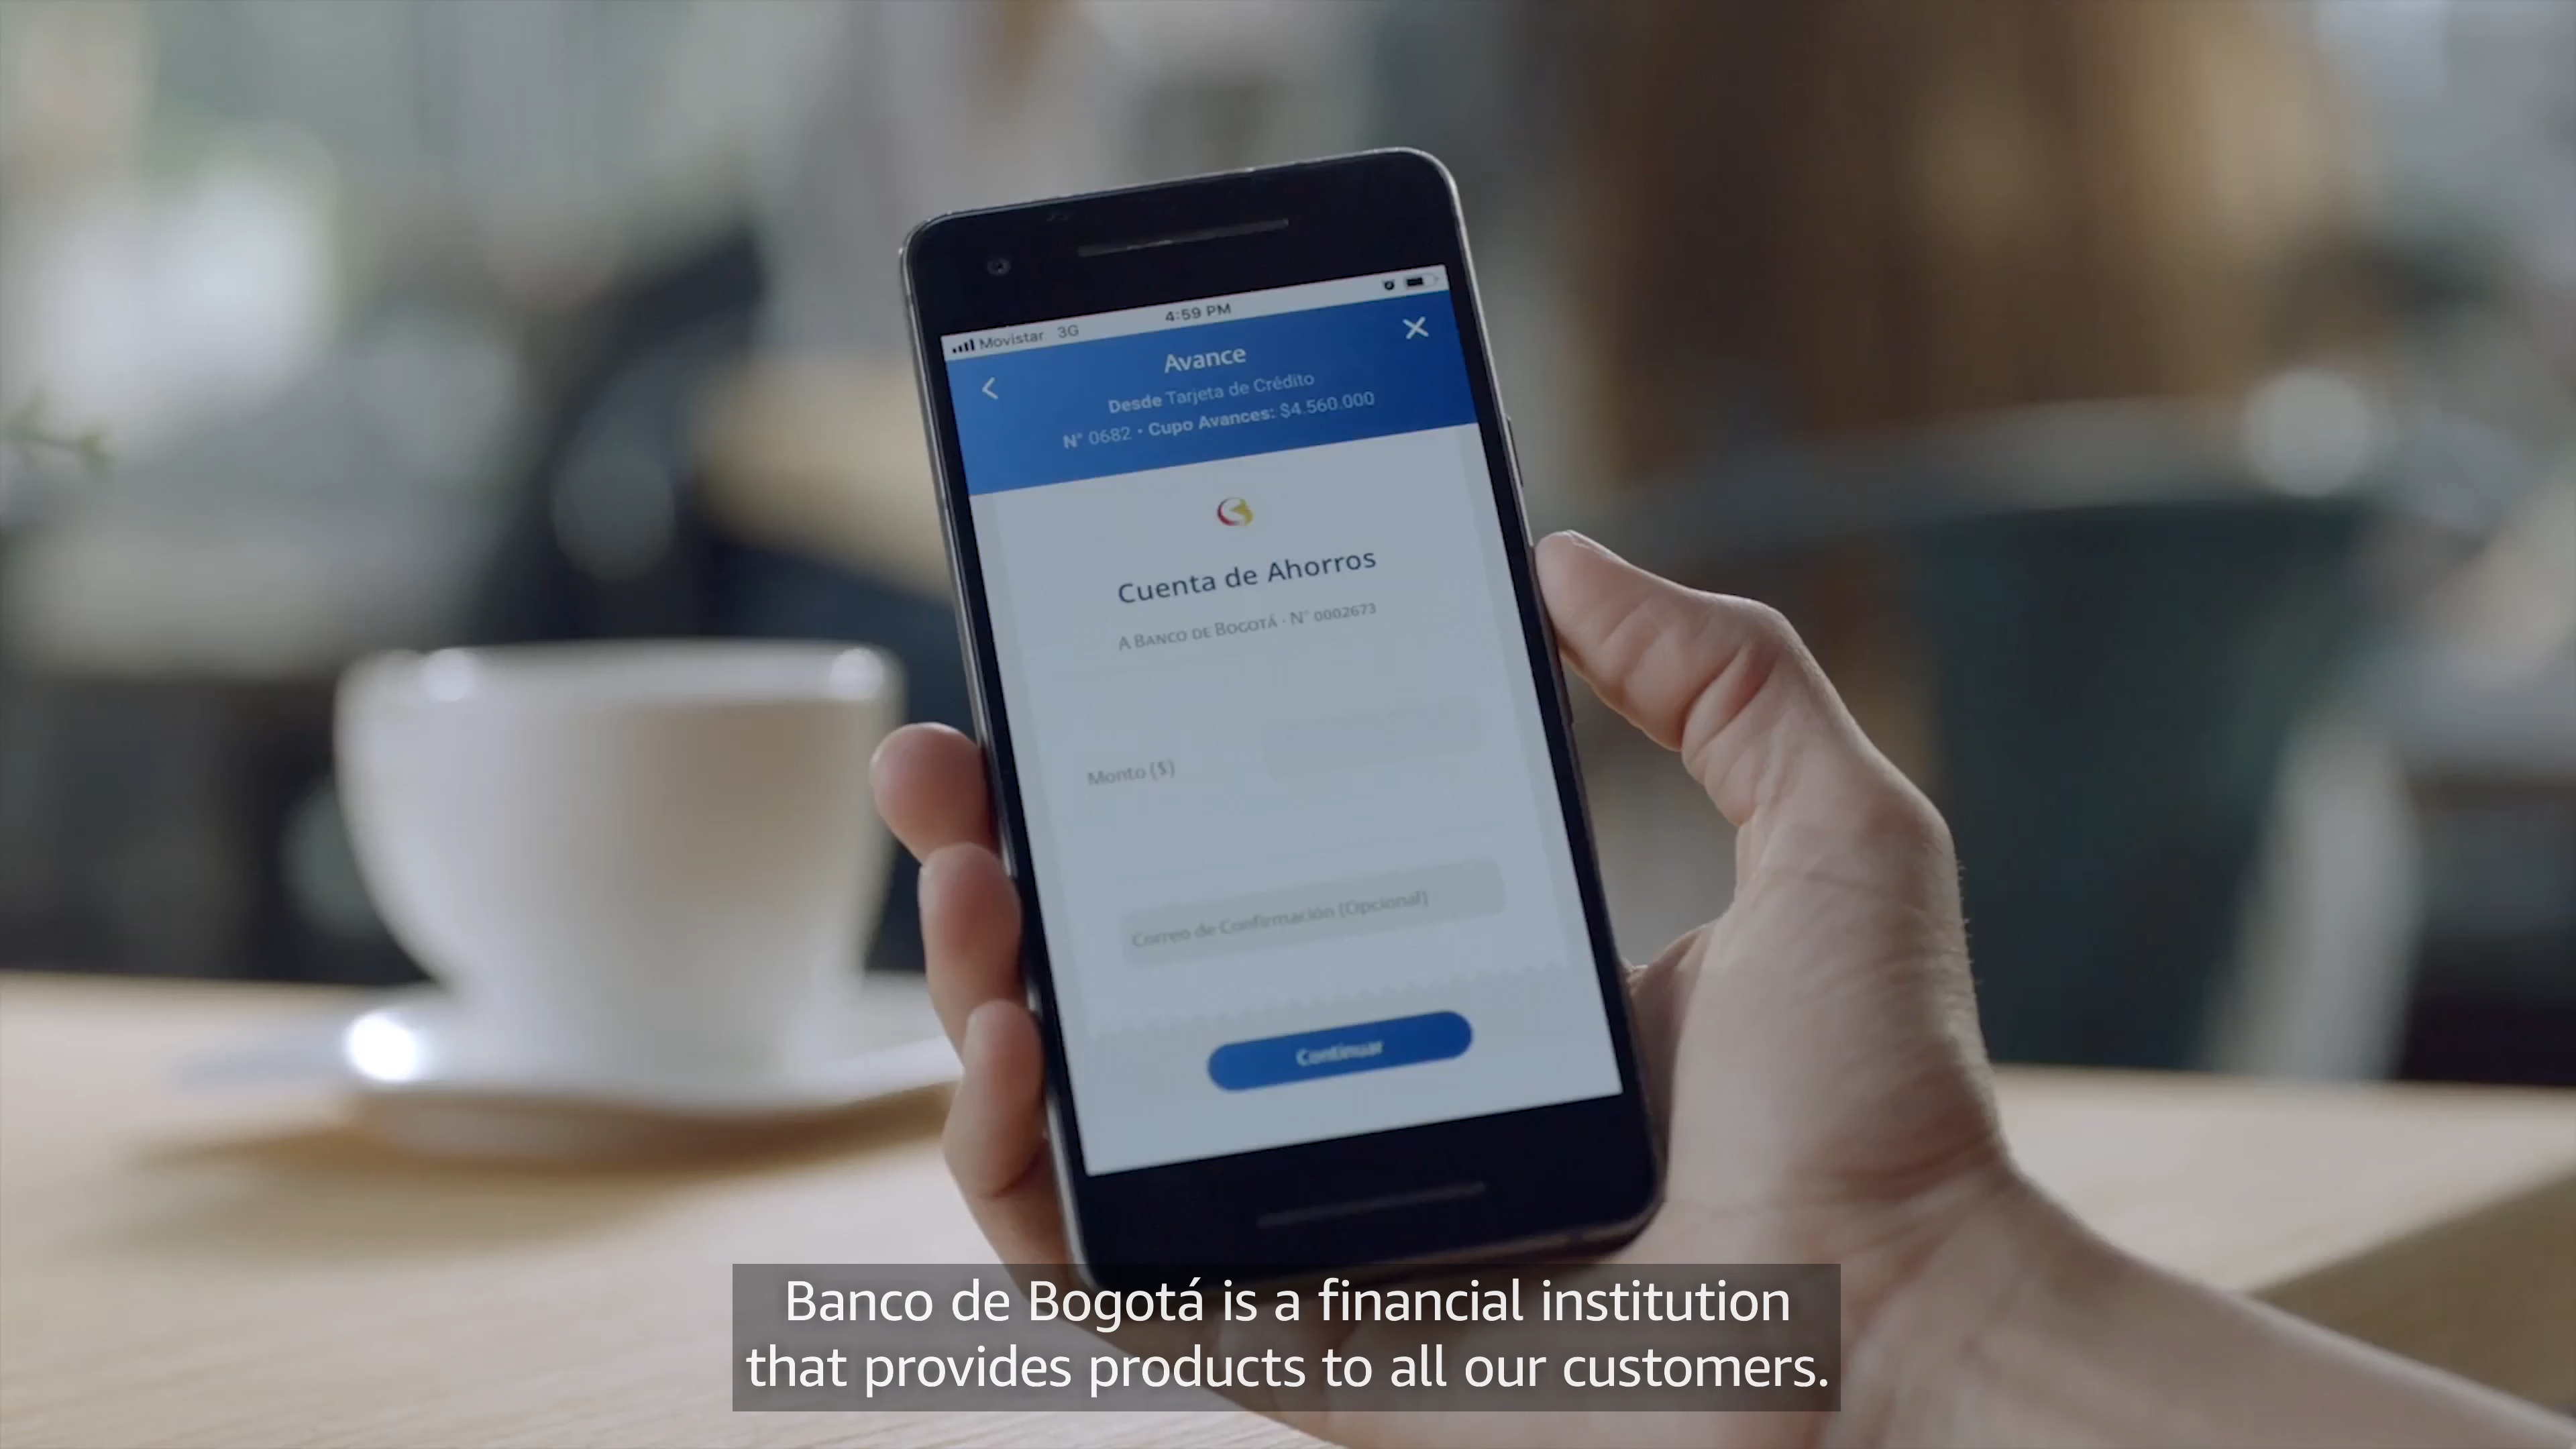 Movistar 3G 4:59 PM
Avance
Desde Tarjeta de Crédito
N° 0682 • Cupo Avances: $4.560.000
Cuenta de Ahorros
A BANCO DE BOGOTÁ · N° 0002673
Monto ($)
Correo de Confirmación (Opcional)
Continuar
Banco de Bogotá is a financial institution
that provides products to all our customers.